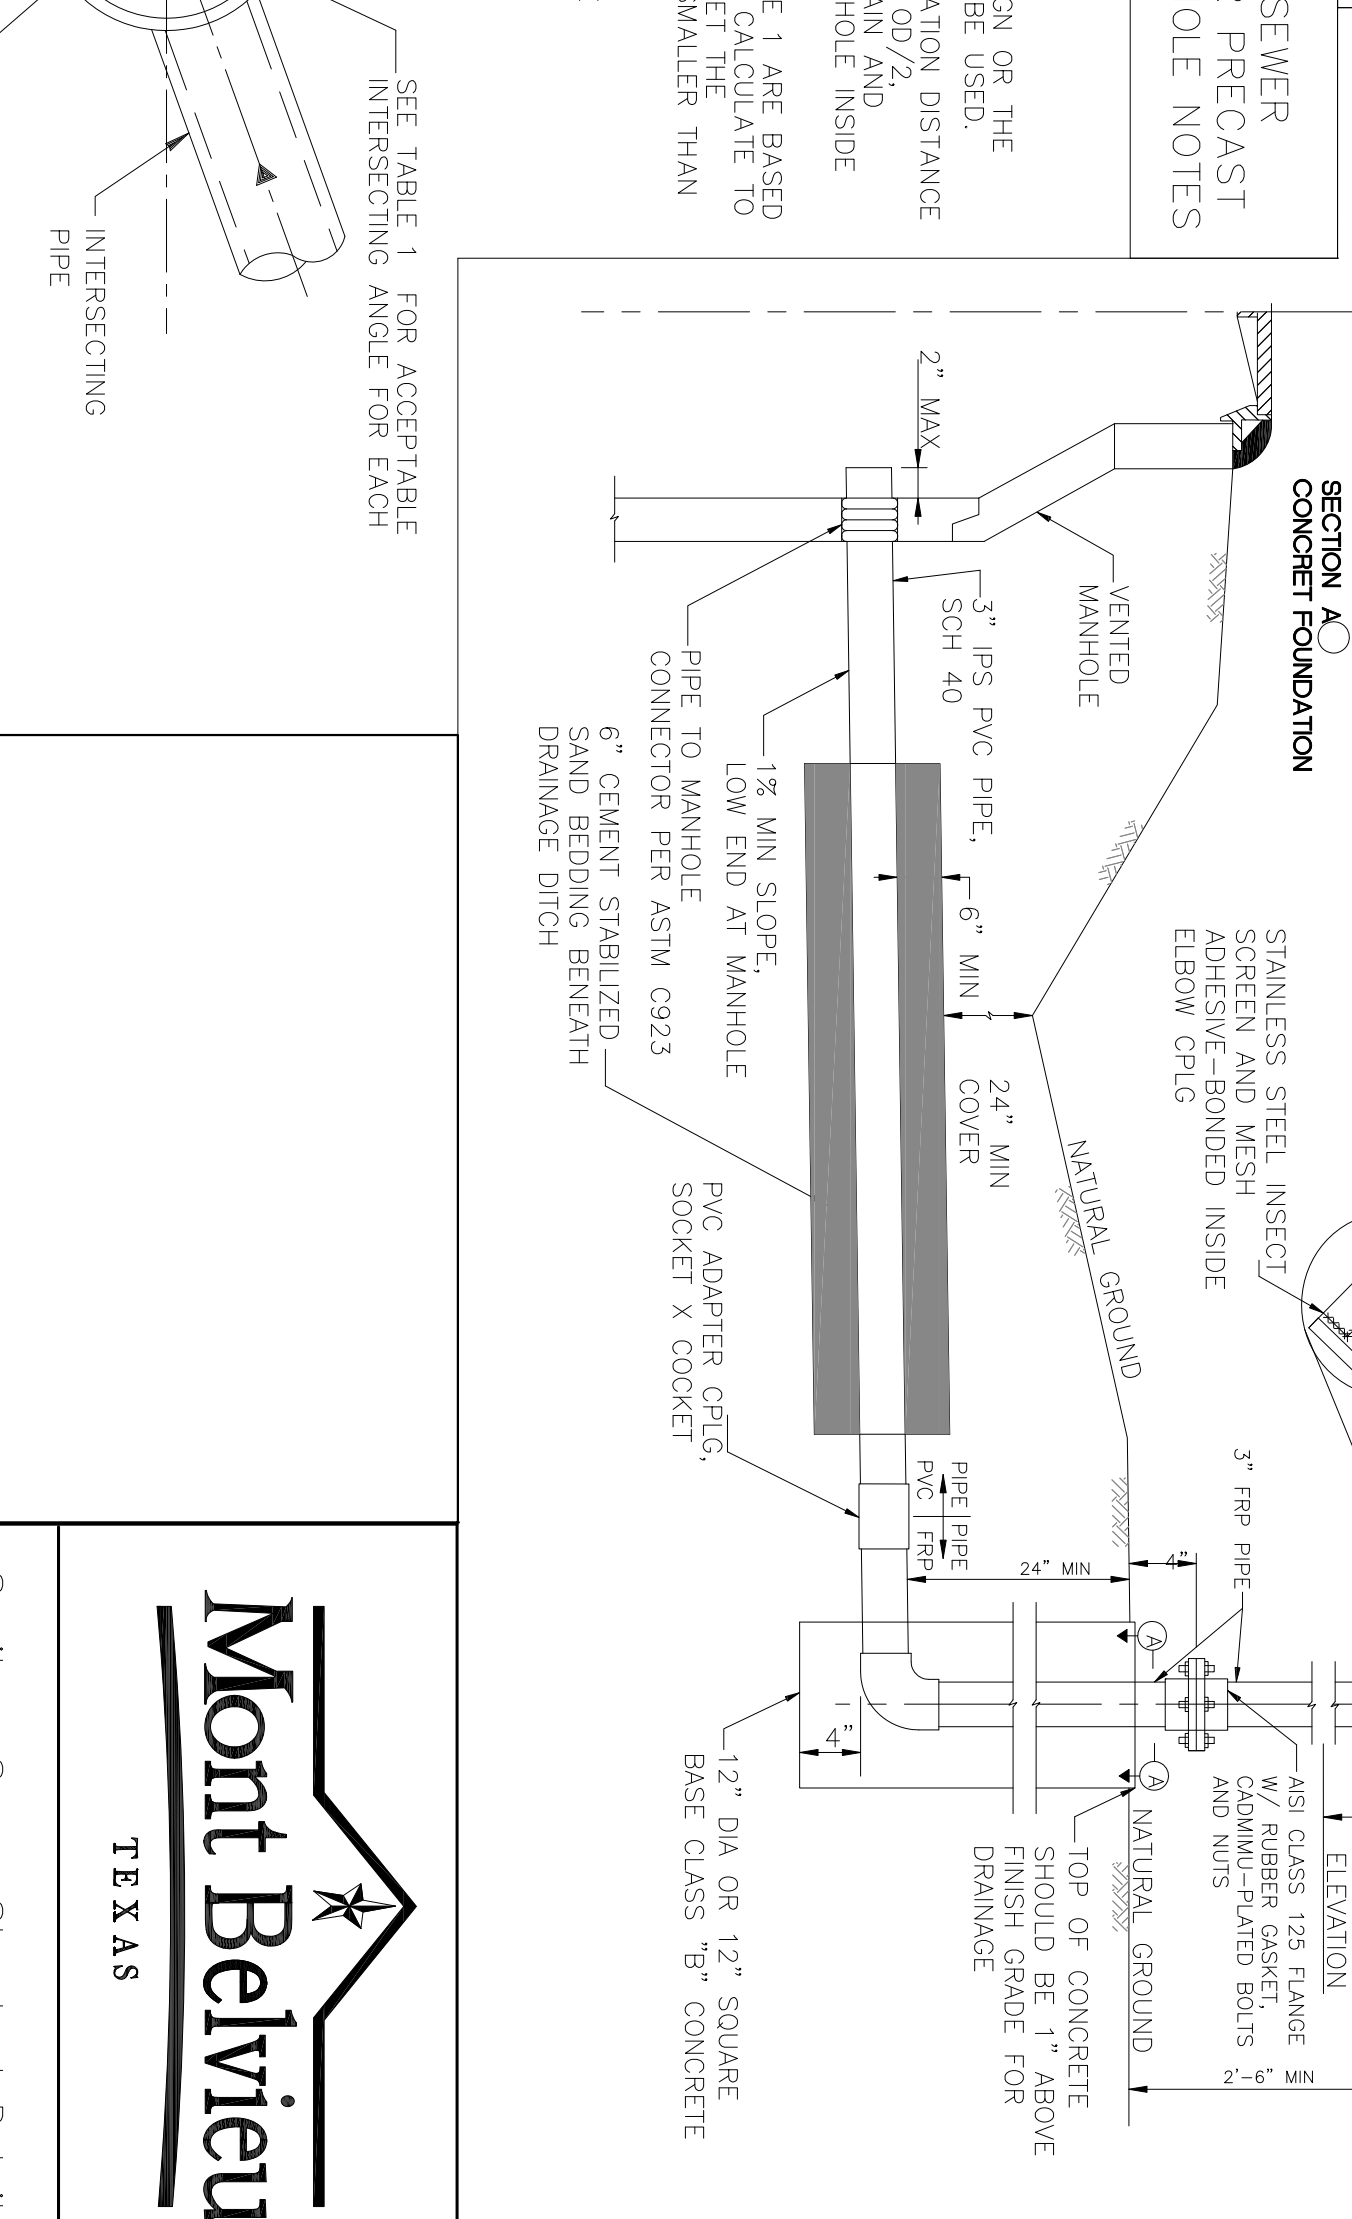 SEWER
PRECAST
OLE NOTES
GN OR THE
BE USED.
ATION DISTANCE
OD/2,
AIN AND
HOLE INSIDE
E 1 ARE BASED
CALCULATE TO
ET THE
SMALLER THAN
SEE TABLE 1 FOR ACCEPTABLE
INTERSECTING ANGLE FOR EACH
INTERSECTING
PIPE
SECTION A
CONCRET FOUNDATION
2" MAX
VENTED
MANHOLE
3" IPS PVC PIPE,
SCH 40
1% MIN SLOPE,
LOW END AT MANHOLE
PIPE TO MANHOLE
CONNECTOR PER ASTM C923
6" CEMENT STABILIZED
SAND BEDDING BENEATH
DRAINAGE DITCH
6" MIN
24" MIN
COVER
STAINLESS STEEL INSECT
SCREEN AND MESH
ADHESIVE-BONDED INSIDE
ELBOW CPLG
NATURAL GROUND
PVC ADAPTER CPLG,
SOCKET X COCKET
PIPE PIPE
PVC FRP
3" FRP PIPE
4"
24" MIN
A
A
4"
12" DIA OR 12" SQUARE
BASE CLASS "B" CONCRETE
AISI CLASS 125 FLANGE
W/ RUBBER GASKET,
CADMIMU-PLATED BOLTS
AND NUTS
ELEVATION
NATURAL GROUND
TOP OF CONCRETE
SHOULD BE 1" ABOVE
FINISH GRADE FOR
DRAINAGE
2'-6" MIN
Mont Belvieu
TEXAS